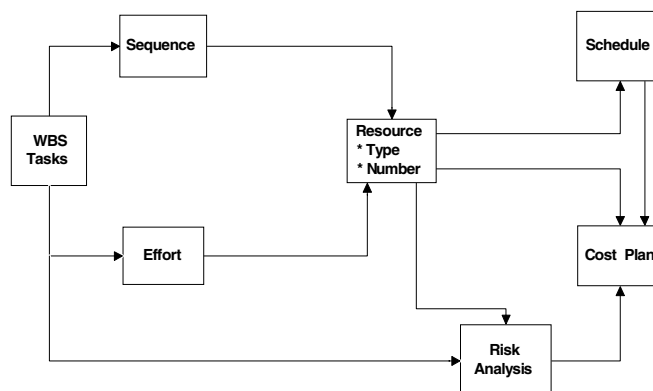 Sequence
Schedule
WBS
Tasks
Resource
* Type
* Number
Effort
Cost Plan
Risk
Analysis